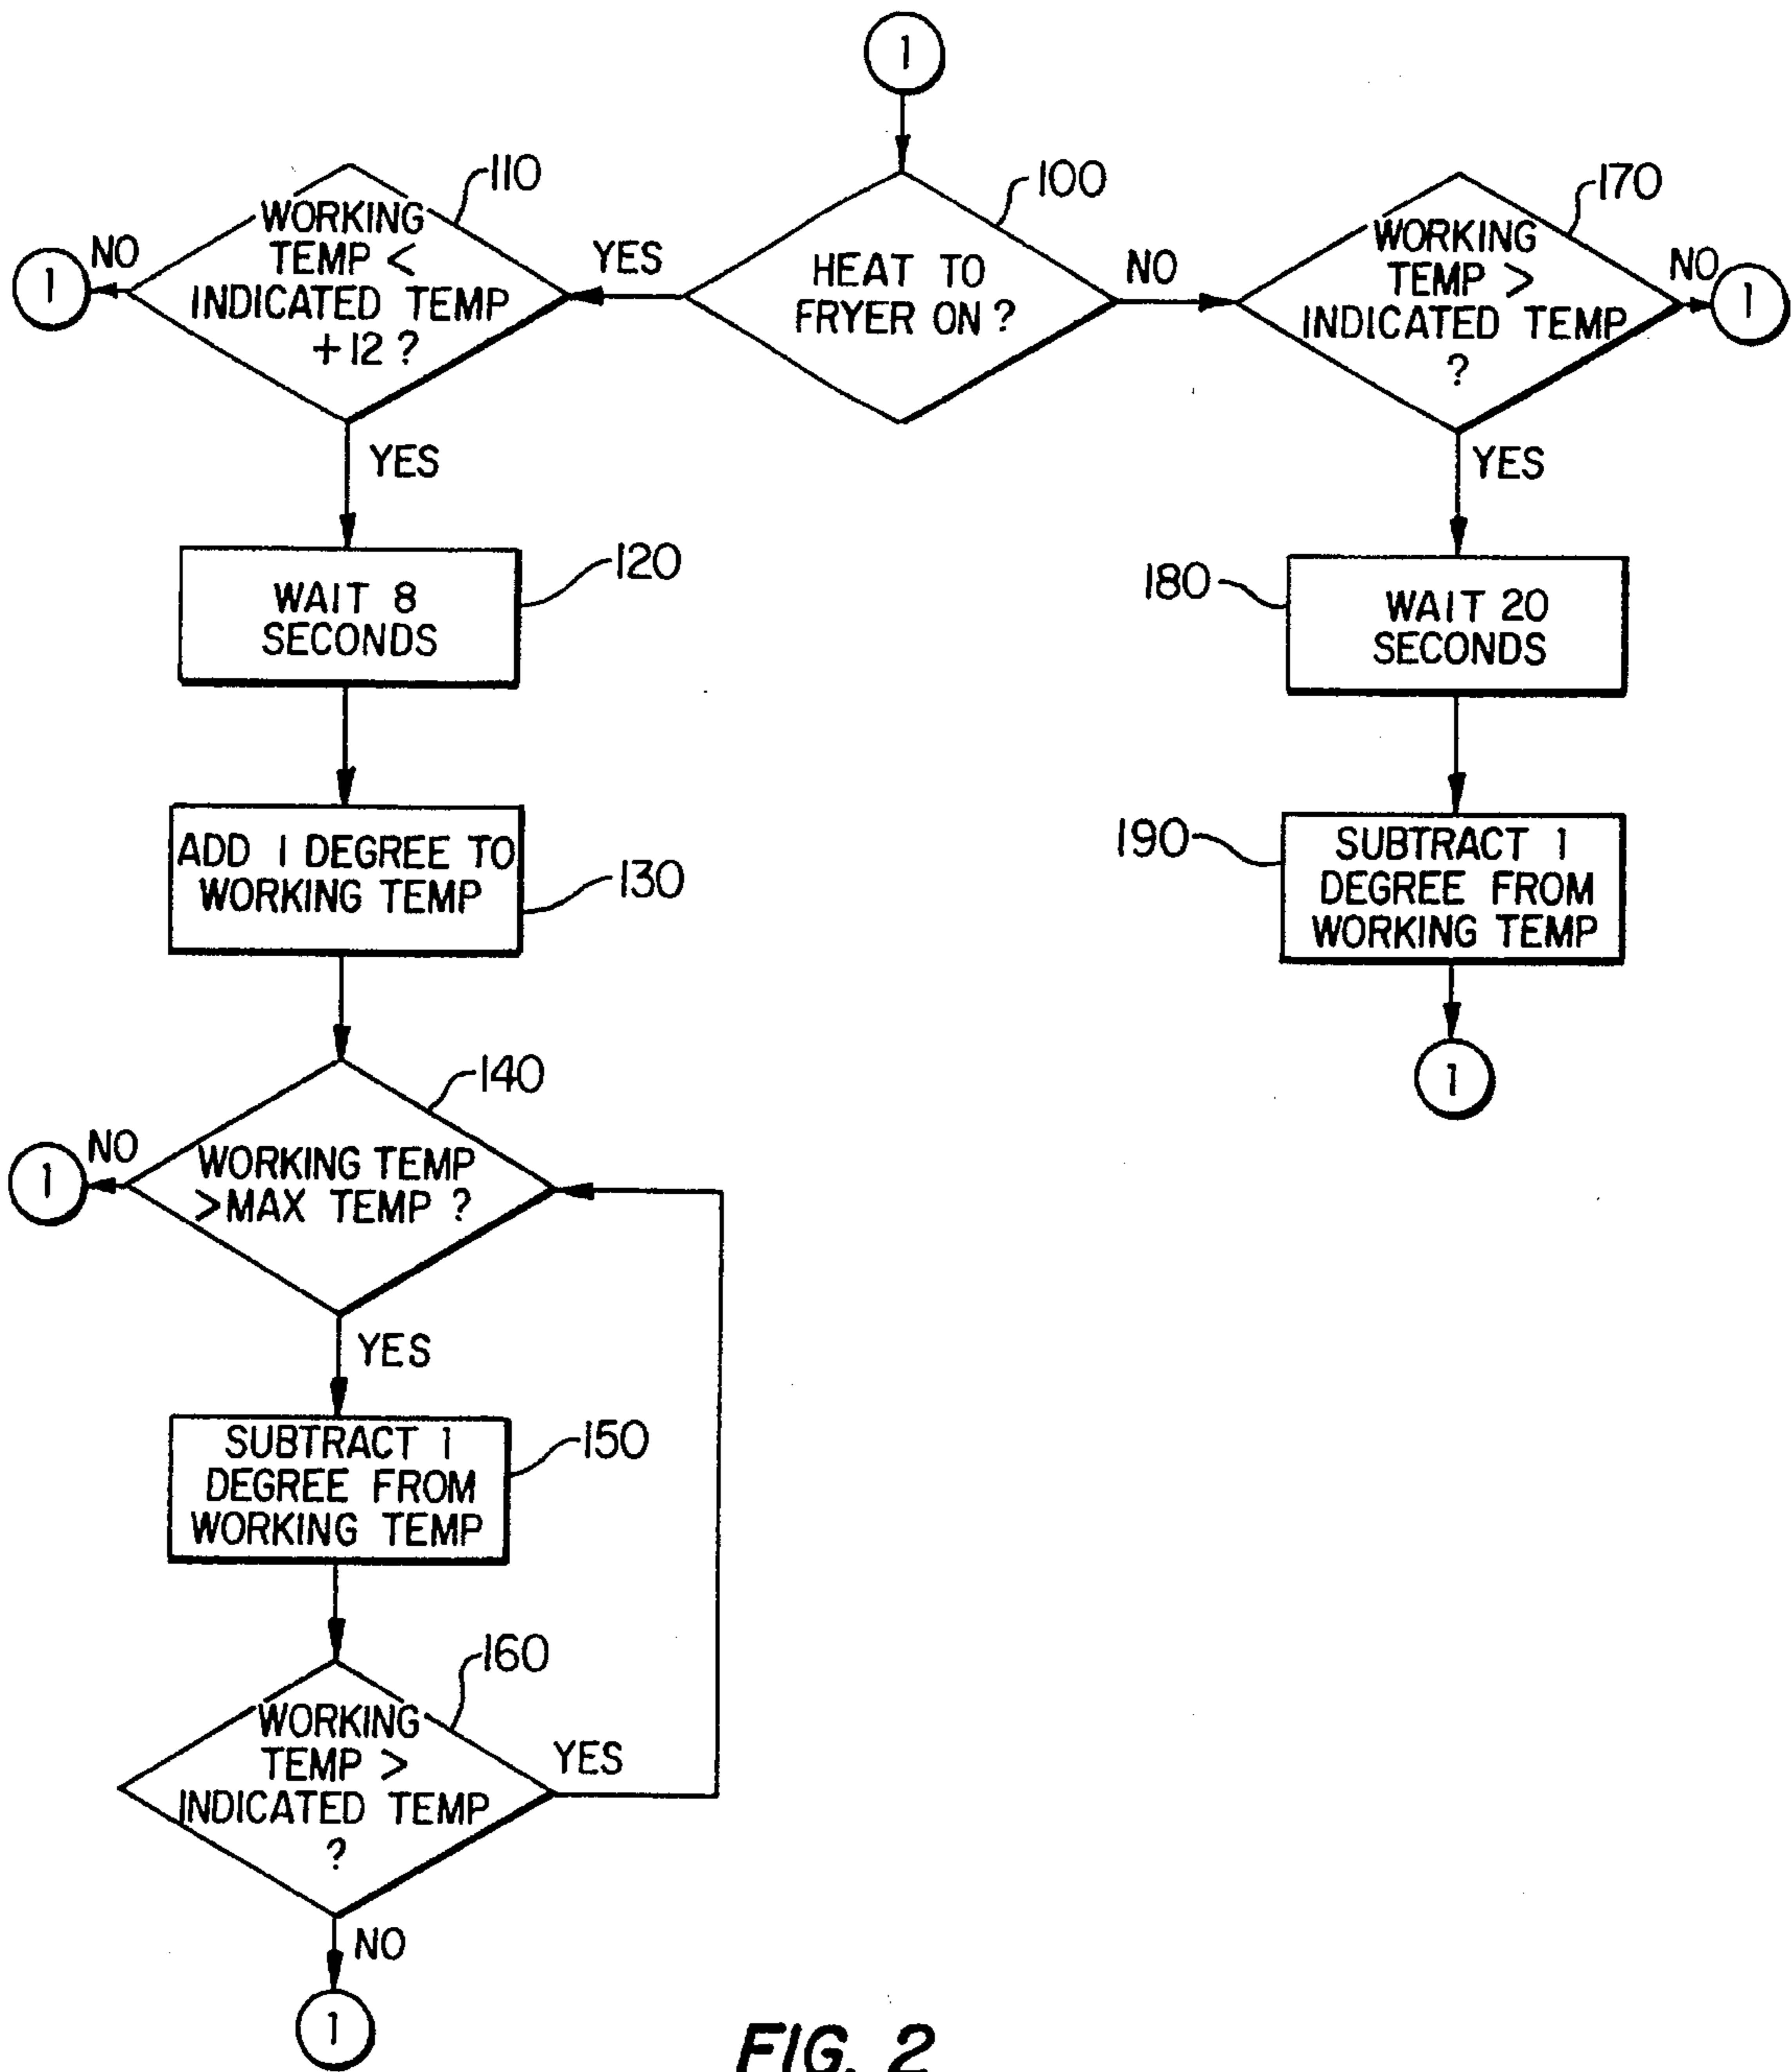 1
110
WORKING
TEMP <
INDICATED TEMP
+12 ?
NO
1
YES
100
HEAT TO
FRYER ON ?
NO
170
WORKING
TEMP >
INDICATED TEMP
?
NO
1
YES
YES
120
WAIT 8
SECONDS
180
WAIT 20
SECONDS
ADD 1 DEGREE TO
WORKING TEMP
130
190
SUBTRACT 1
DEGREE FROM
WORKING TEMP
1
140
WORKING TEMP
>MAX TEMP ?
NO
1
YES
SUBTRACT 1
DEGREE FROM
WORKING TEMP
150
160
WORKING
TEMP >
INDICATED TEMP
?
YES
NO
1
FIG. 2